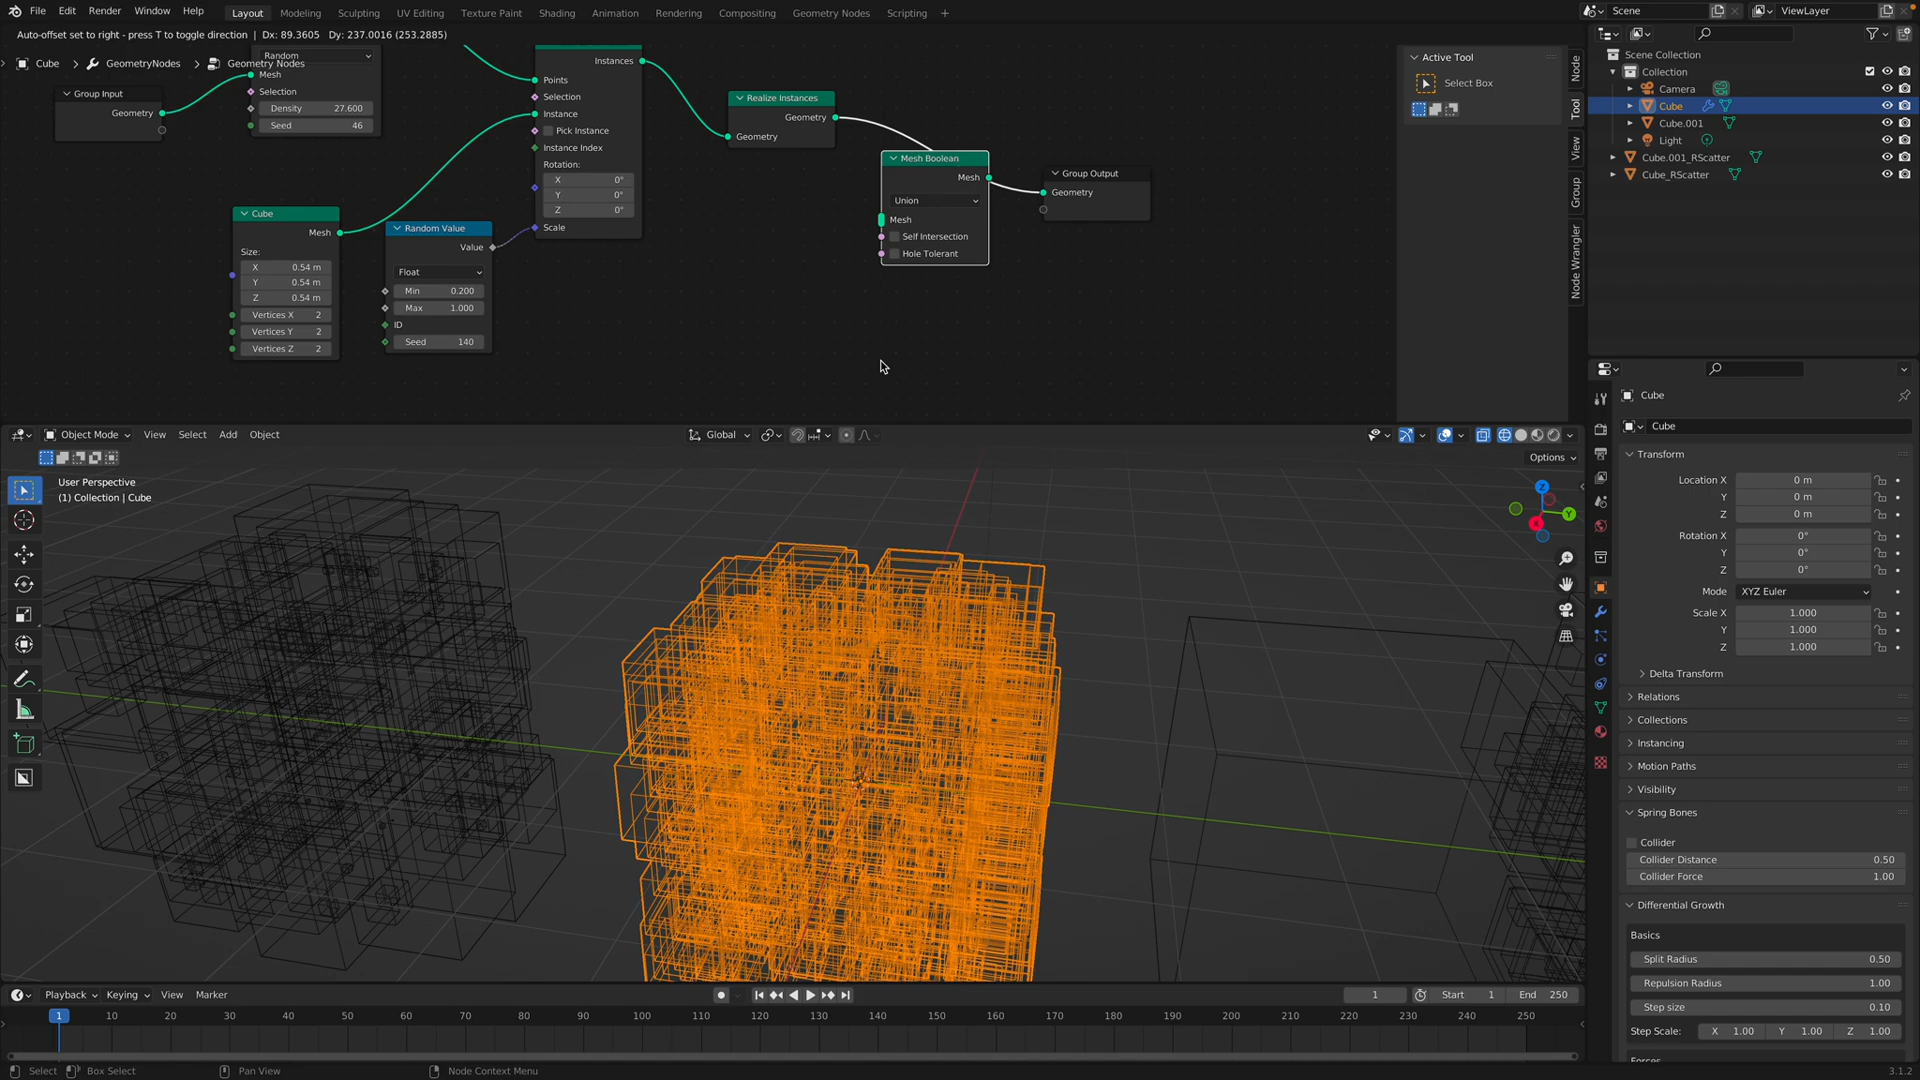 File Edit Render Window Help Layout Modeling Sculpting UV Editing Texture Paint Shading Animation Rendering Compositing Geometry Nodes Scripting + Scene ViewLayer
Auto-offset set to right - press T to toggle direction | Dx: 89.3605 Dy: 237.0016 (253.2885)
Cube GeometryNodes Geometry Nodes
Group Input
Geometry
Random
Mesh
Selection
Density 27.600
Seed 46
Instances
Points
Selection
Instance
Pick Instance
Instance Index
Rotation:
X 0°
Y 0°
Z 0°
Scale
Realize Instances
Geometry
Geometry
Mesh Boolean
Mesh
Union
Mesh
Self Intersection
Hole Tolerant
Group Output
Geometry
Cube
Mesh
Size:
X 0.54 m
Y 0.54 m
Z 0.54 m
Vertices X 2
Vertices Y 2
Vertices Z 2
Random Value
Value
Float
Min 0.200
Max 1.000
ID
Seed 140
Active Tool
Select Box
Node
Tool
View
Group
Node Wrangler
Scene Collection
Collection
Camera
Cube
Cube.001
Light
Cube.001_RScatter
Cube_RScatter
Object Mode View Select Add Object Global
Options
User Perspective
(1) Collection | Cube
Z
Y
X
Cube
Cube
Transform
Location X 0 m
Y 0 m
Z 0 m
Rotation X 0°
Y 0°
Z 0°
Mode XYZ Euler
Scale X 1.000
Y 1.000
Z 1.000
Delta Transform
Relations
Collections
Instancing
Motion Paths
Visibility
Spring Bones
Collider
Collider Distance 0.50
Collider Force 1.00
Differential Growth
Basics
Split Radius 0.50
Repulsion Radius 1.00
Step size 0.10
Step Scale: X 1.00 Y 1.00 Z 1.00
Playback Keying View Marker 1 Start 1 End 250
1 10 20 30 40 50 60 70 80 90 100 110 120 130 140 150 160 170 180 190 200 210 220 230 240 250
Select Box Select Pan View Node Context Menu 3.1.2